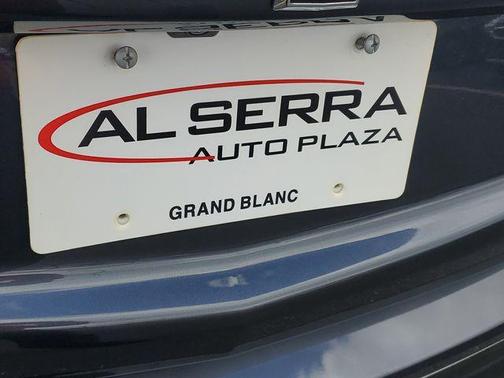 AL SERRA
AUTO PLAZA
GRAND BLANC